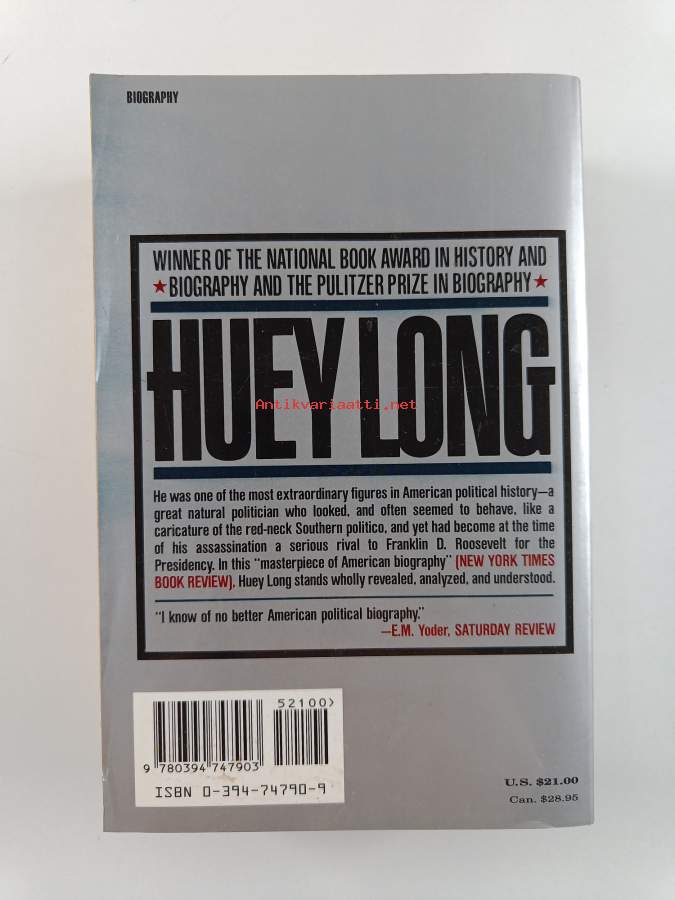 BIOGRAPHY
WINNER OF THE NATIONAL BOOK AWARD IN HISTORY AND
★BIOGRAPHY AND THE PULITZER PRIZE IN BIOGRAPHY★
HUEY LONG
Antikvariaatti.net
He was one of the most extraordinary figures in American political history—a
great natural politician who looked, and often seemed to behave, like a
caricature of the red-neck Southern politico, and yet had become at the time
of his assassination a serious rival to Franklin D. Roosevelt for the
Presidency. In this "masterpiece of American biography" (NEW YORK TIMES
BOOK REVIEW), Huey Long stands wholly revealed, analyzed, and understood.
"I know of no better American political biography."
—E.M. Yoder, SATURDAY REVIEW
52100>
9 780394 747903
ISBN 0-394-74790-9
U.S. $21.00
Can. $28.95